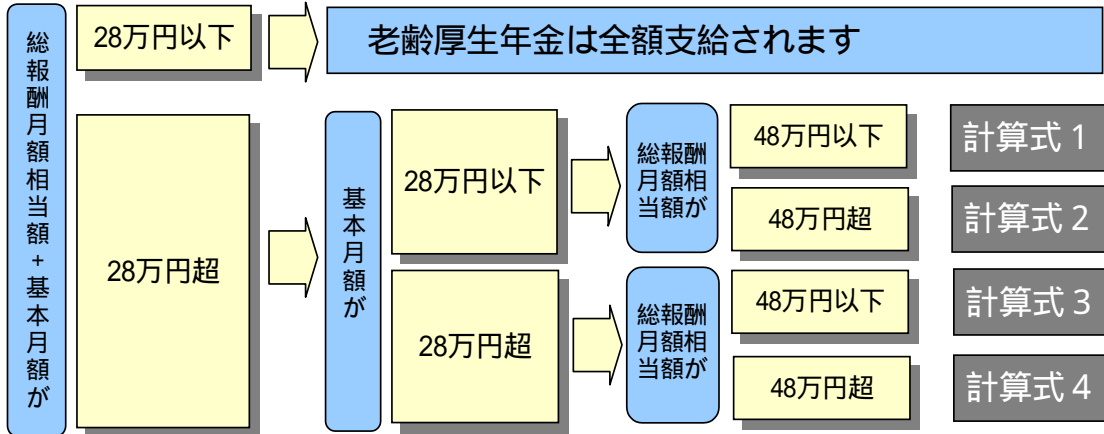 総報酬月額相当額+基本月額が
28万円以下
老齢厚生年金は全額支給されます
28万円超
基本月額が
28万円以下
総報酬
月額相
当額が
48万円以下
計算式 1
48万円超
計算式 2
28万円超
総報酬
月額相
当額が
48万円以下
計算式 3
48万円超
計算式 4